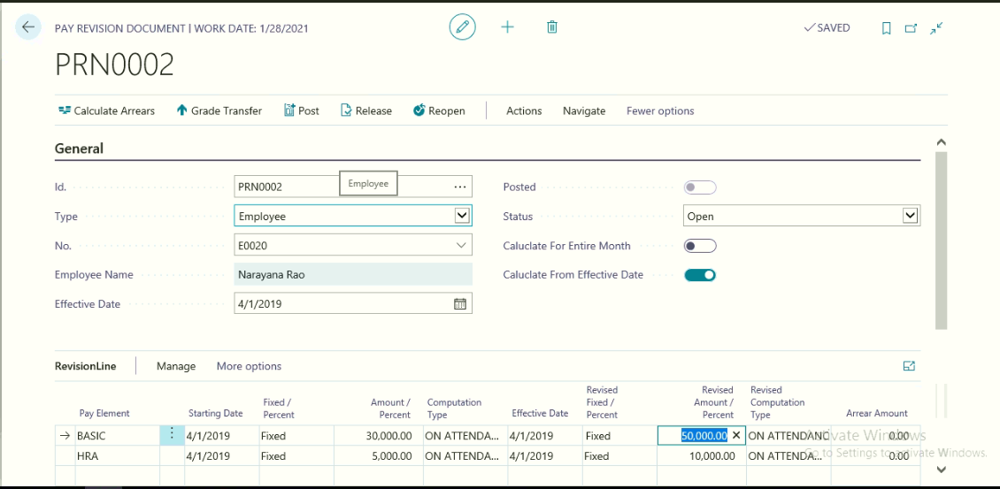 PAY REVISION DOCUMENT | WORK DATE: 1/28/2021
SAVED
PRN0002
Calculate Arrears Grade Transfer Post Release Reopen Actions Navigate Fewer options
General
Id. PRN0002 ...
Employee
Posted
Type Employee
Status Open
No. E0020
Caluclate For Entire Month
Employee Name Narayana Rao
Caluclate From Effective Date
Effective Date 4/1/2019
RevisionLine Manage More options
Pay Element
Starting Date
Fixed /
Percent
Amount /
Percent
Computation
Type
Effective Date
Revised
Fixed /
Percent
Revised
Amount /
Percent
Revised
Computation
Type
Arrear Amount
BASIC 4/1/2019 Fixed 30,000.00 ON ATTENDA... 4/1/2019 Fixed 50,000.00 ON ATTENDANC 0.00
HRA 4/1/2019 Fixed 5,000.00 ON ATTENDA... 4/1/2019 Fixed 10,000.00 ON ATTENDA... 0.00
Activate Windows
Go to Settings to activate Windows.